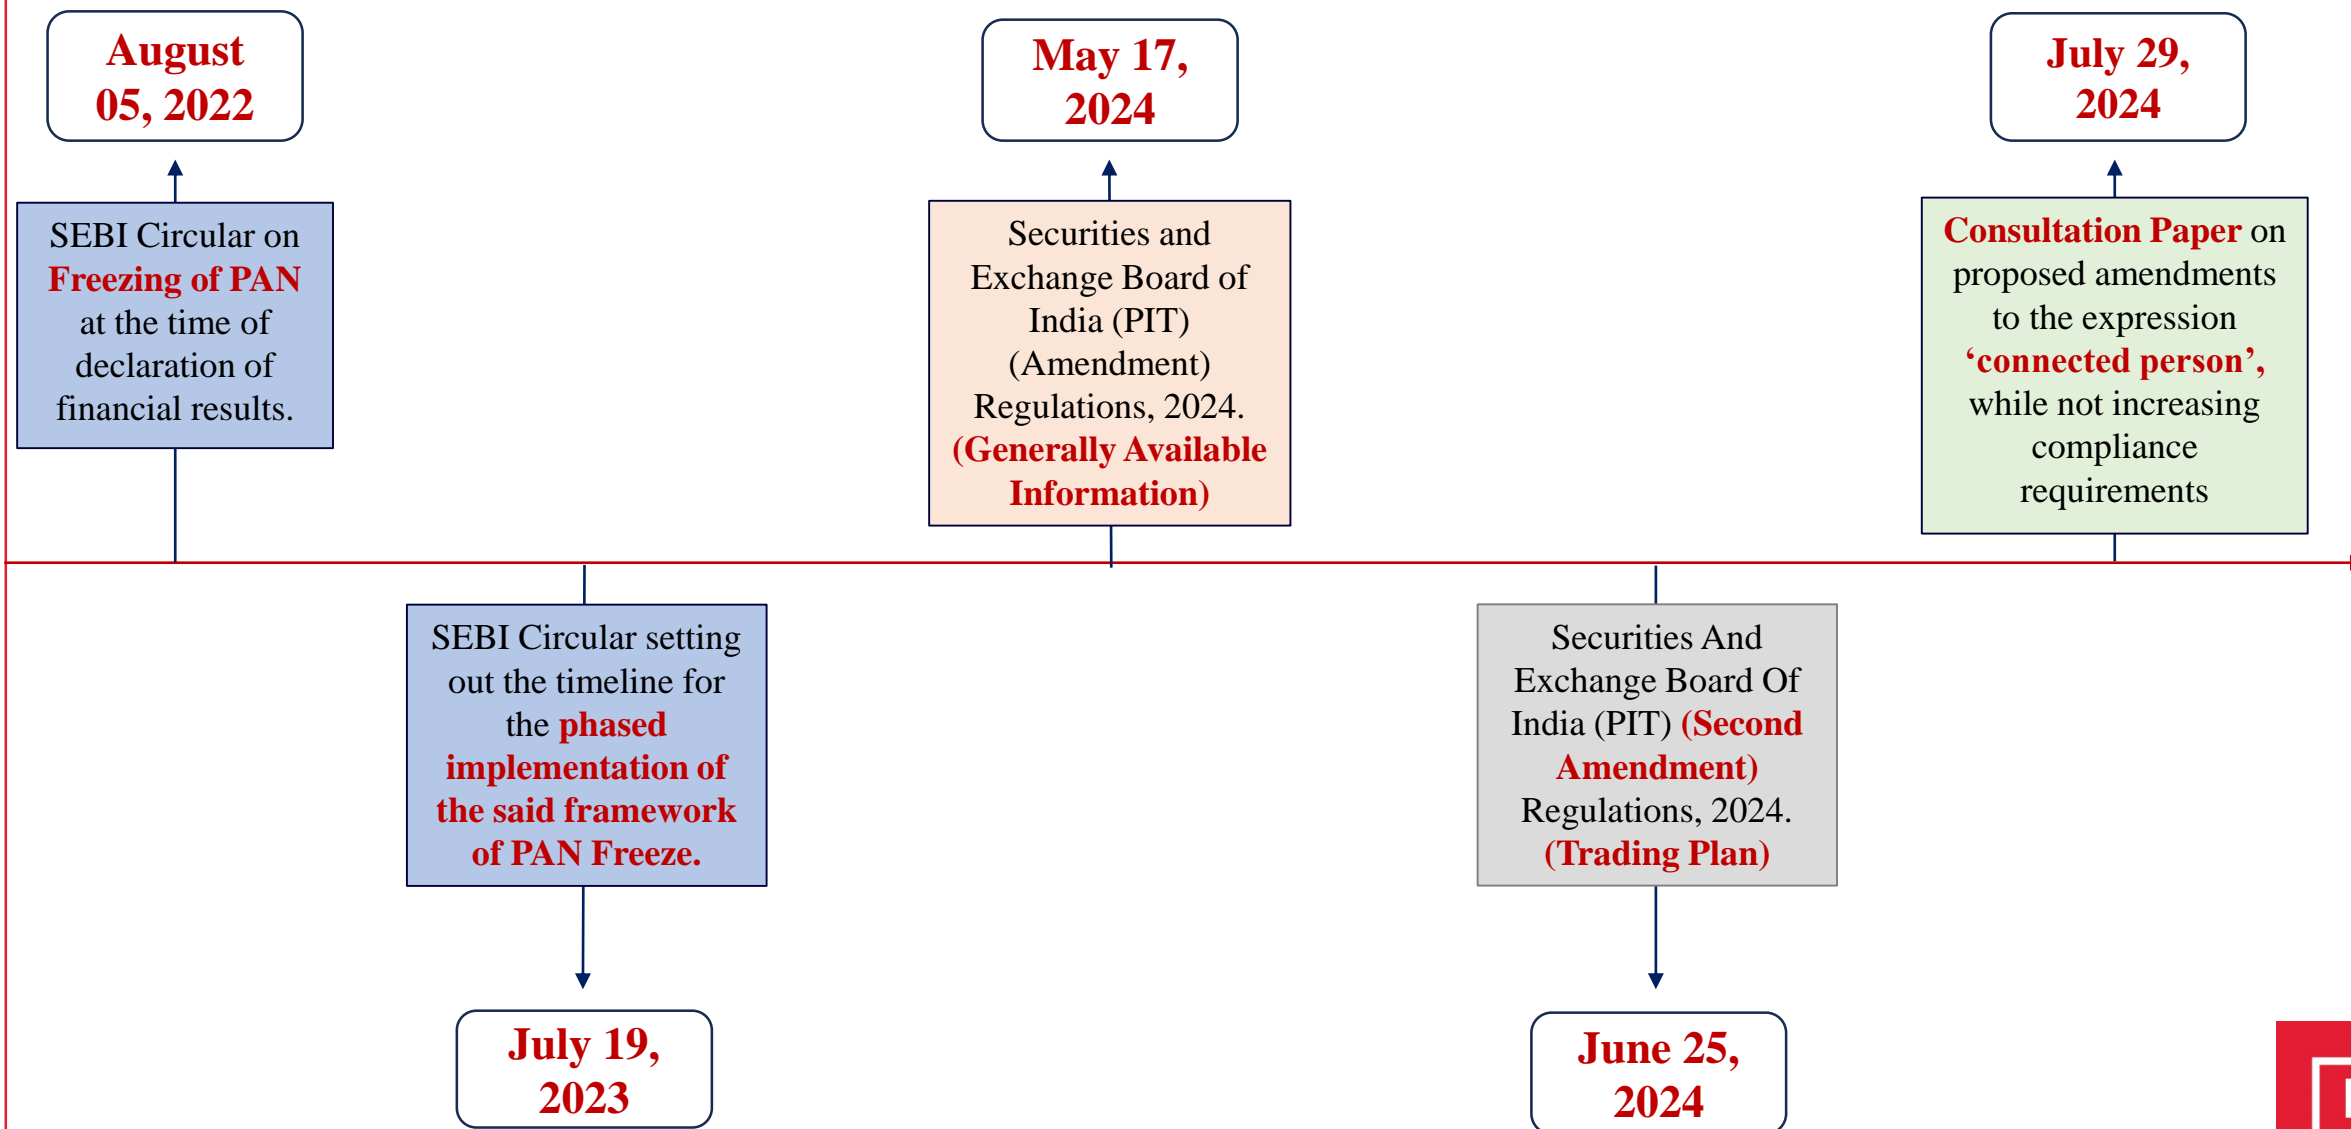 August
05, 2022
SEBI Circular on
Freezing of PAN
at the time of
declaration of
financial results.
SEBI Circular setting
out the timeline for
the phased
implementation of
the said framework
of PAN Freeze.
July 19,
2023
May 17,
2024
Securities and
Exchange Board of
India (PIT)
(Amendment)
Regulations, 2024.
(Generally Available
Information)
Securities And
Exchange Board Of
India (PIT) (Second
Amendment)
Regulations, 2024.
(Trading Plan)
June 25,
2024
July 29,
2024
Consultation Paper on
proposed amendments
to the expression
‘connected person’,
while not increasing
compliance
requirements